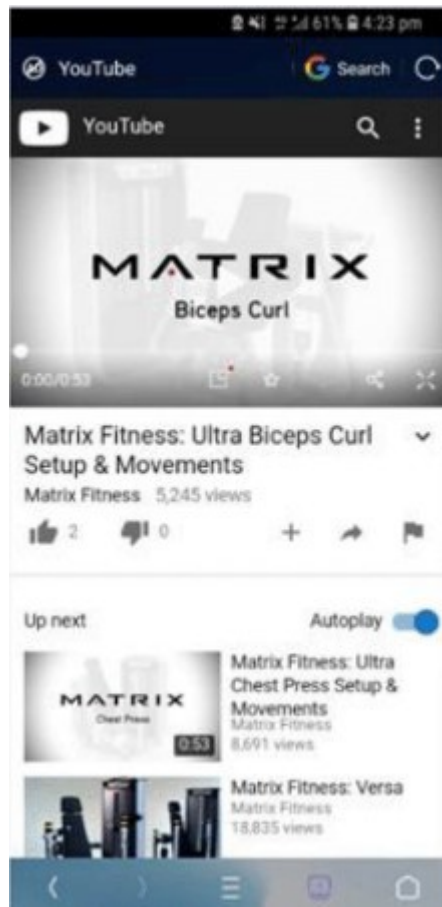 61% 4:23 pm
YouTube
Search
YouTube
MATRIX
Biceps Curl
0:00/0:53
Matrix Fitness: Ultra Biceps Curl
Setup & Movements
Matrix Fitness 5,245 views
2 0
Up next Autoplay
MATRIX
Chest Press
0:53
Matrix Fitness: Ultra
Chest Press Setup &
Movements
Matrix Fitness
8,691 views
Matrix Fitness: Versa
Matrix Fitness
18,835 views